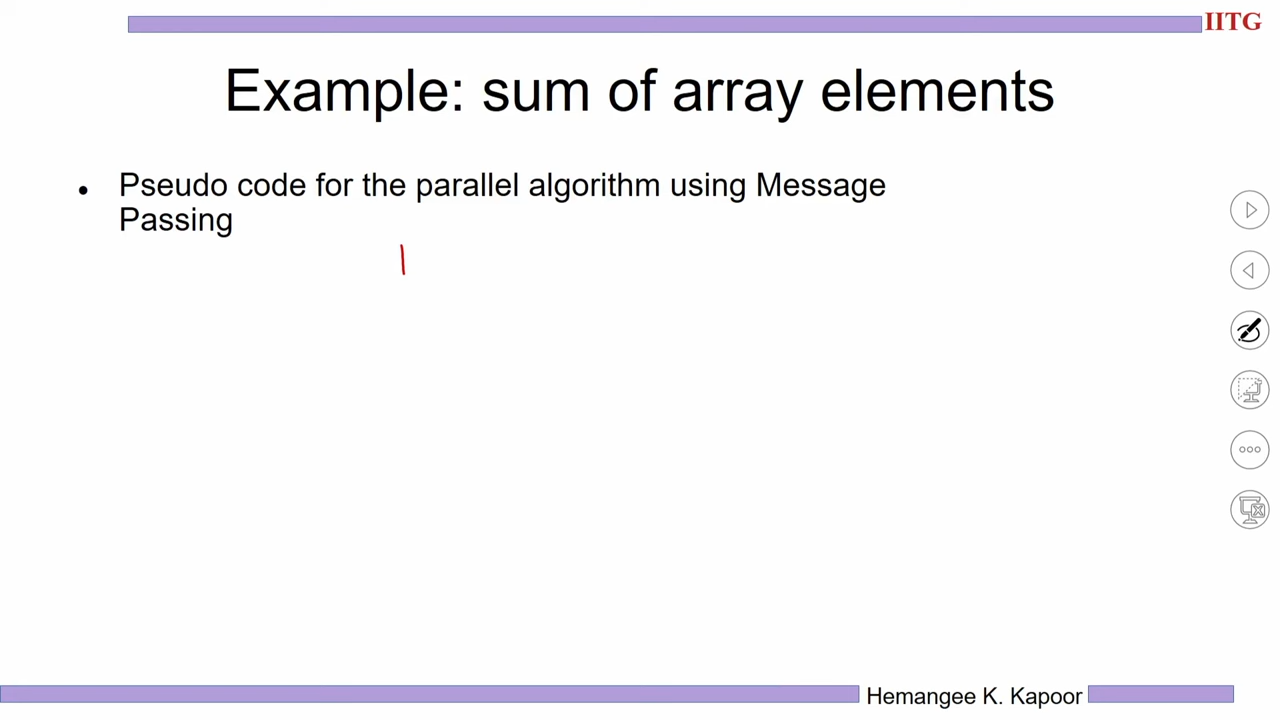 IITG
Example: sum of array elements
• Pseudo code for the parallel algorithm using Message
Passing
Hemangee K. Kapoor